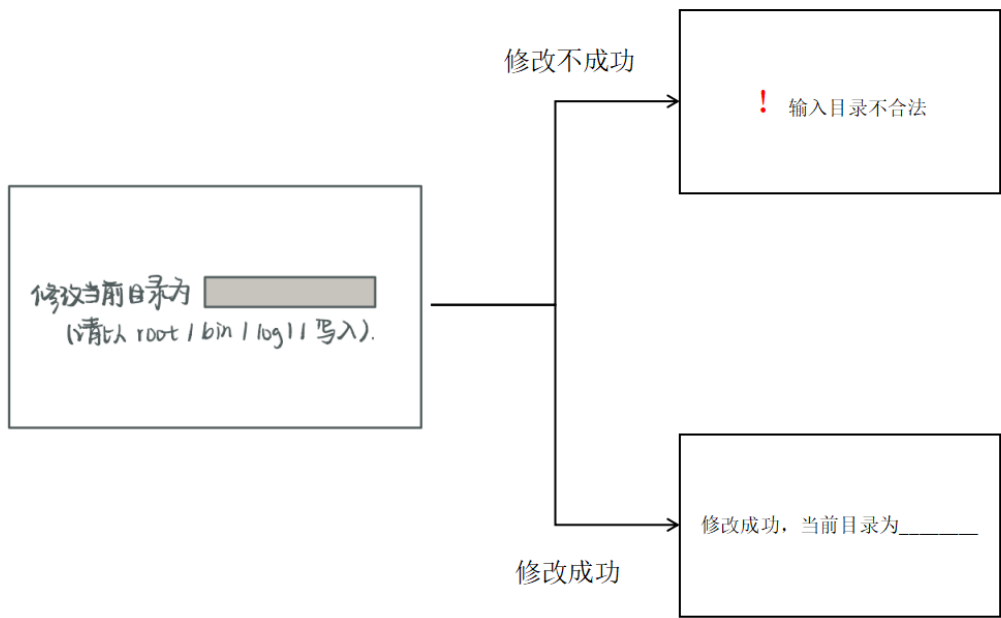 修改不成功
! 输入目录不合法
修改当前目录为
(请以 root / bin / log11 写入).
修改成功，当前目录为________
修改成功